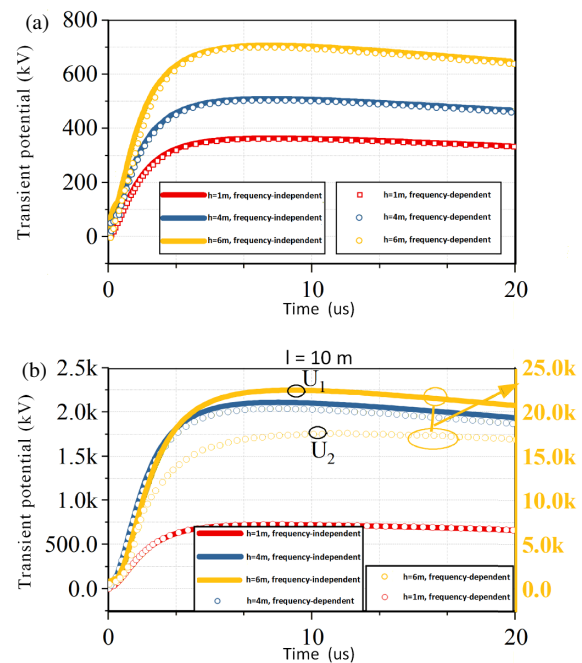 (a)
800
600
400
200
0
Transient potential (kV)
h=1m, frequency-independent
h=4m, frequency-independent
h=6m, frequency-independent
h=1m, frequency-dependent
h=4m, frequency-dependent
h=6m, frequency-dependent
0 10 20
Time (us)
(b)
l = 10 m
2.5k
2.0k
1.5k
1.0k
500.0
0.0
Transient potential (kV)
U1
U2
25.0k
20.0k
15.0k
10.0k
5.0k
0.0
h=1m, frequency-independent
h=4m, frequency-independent
h=6m, frequency-independent
h=4m, frequency-dependent
h=6m, frequency-dependent
h=1m, frequency-dependent
0 10 20
Time (us)